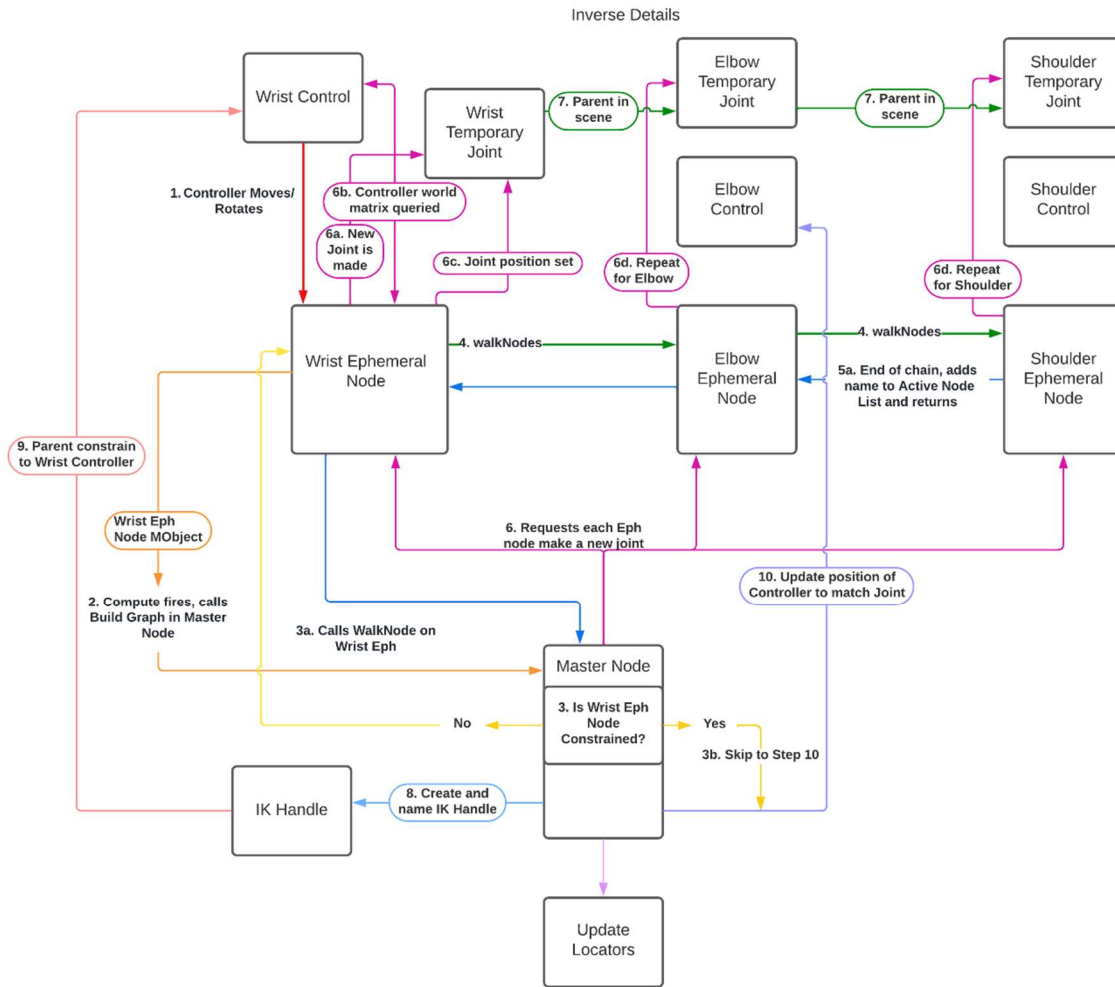 Inverse Details
Wrist Control
Wrist
Temporary
Joint
7. Parent in
scene
Elbow
Temporary
Joint
7. Parent in
scene
Shoulder
Temporary
Joint
1. Controller Moves/
Rotates
6b. Controller world
matrix queried
6a. New
Joint is
made
6c. Joint position set
Elbow
Control
Shoulder
Control
6d. Repeat
for Elbow
6d. Repeat
for Shoulder
Wrist Ephemeral
Node
4. walkNodes
Elbow
Ephemeral
Node
4. walkNodes
5a. End of chain, adds
name to Active Node
List and returns
Shoulder
Ephemeral
Node
9. Parent constrain
to Wrist Controller
Wrist Eph
Node MObject
2. Compute fires, calls
Build Graph in Master
Node
3a. Calls WalkNode on
Wrist Eph
6. Requests each Eph
node make a new joint
10. Update position of
Controller to match Joint
Master Node
3. Is Wrist Eph
Node
Constrained?
No
Yes
3b. Skip to Step 10
IK Handle
8. Create and
name IK Handle
Update
Locators